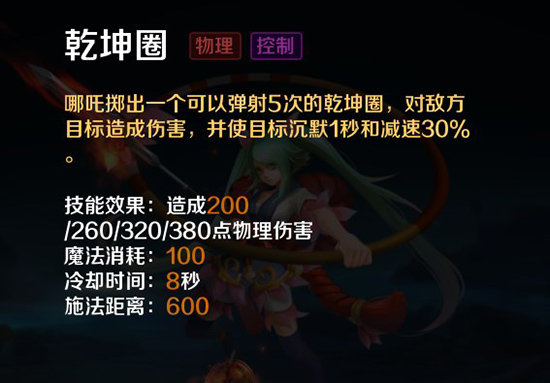 乾坤圈 物理 控制
哪吒掷出一个可以弹射5次的乾坤圈，对敌方
目标造成伤害，并使目标沉默1秒和减速30%
。
技能效果：造成200
/260/320/380点物理伤害
魔法消耗：100
冷却时间：8秒
施法距离：600